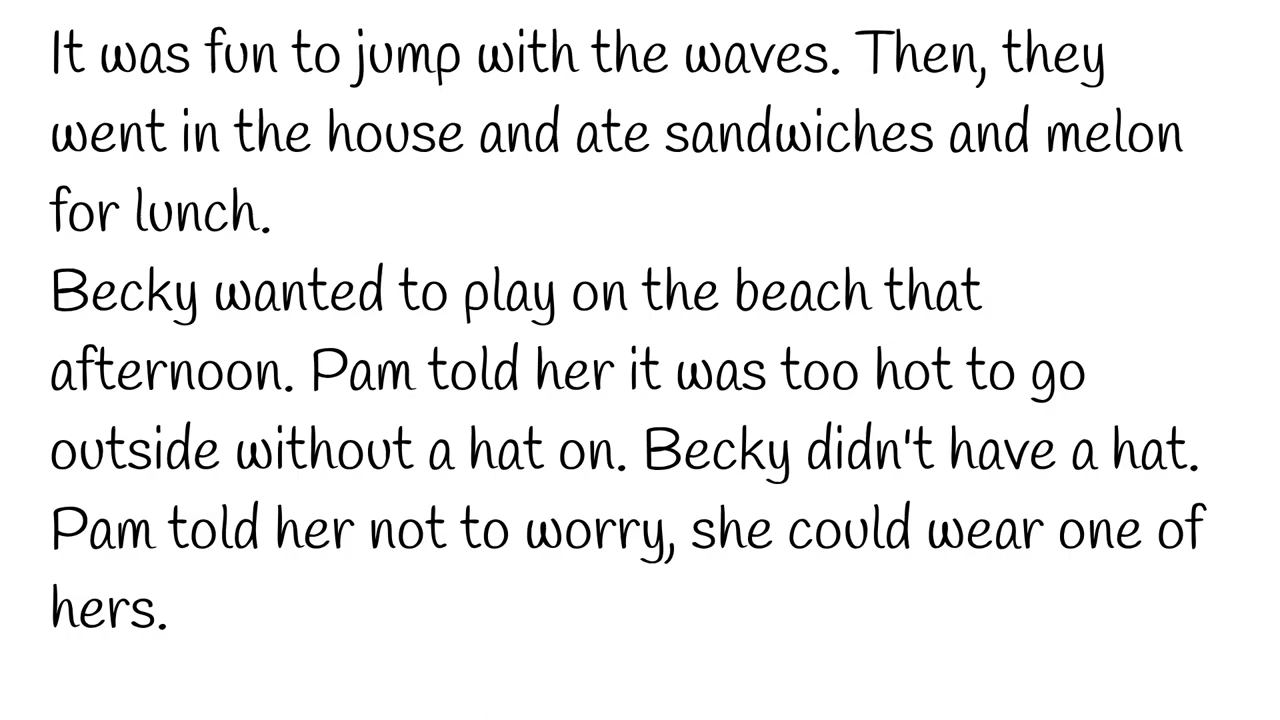 It was fun to jump with the waves. Then, they
went in the house and ate sandwiches and melon
for lunch.
Becky wanted to play on the beach that
afternoon. Pam told her it was too hot to go
outside without a hat on. Becky didn't have a hat.
Pam told her not to worry, she could wear one of
hers.